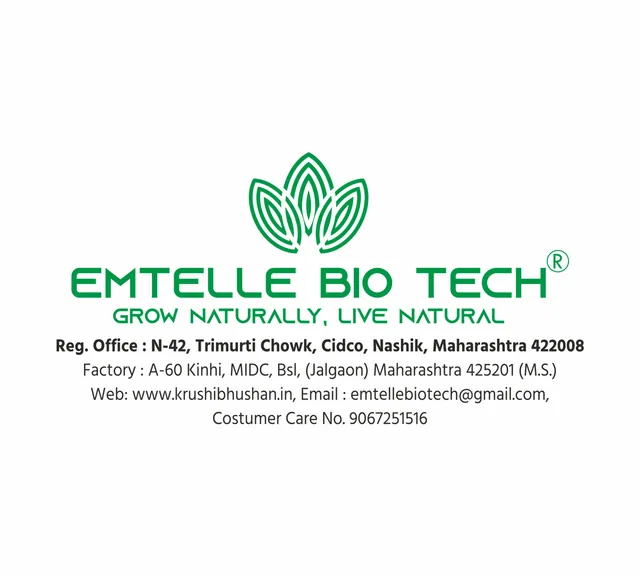 EMTELLE BIO TECH®
GROW NATURALLY, LIVE NATURAL
Reg. Office : N-42, Trimurti Chowk, Cidco, Nashik, Maharashtra 422008
Factory : A-60 Kinhi, MIDC, Bsl, (Jalgaon) Maharashtra 425201 (M.S.)
Web: www.krushibhushan.in, Email : emtellebiotech@gmail.com,
Costumer Care No. 9067251516